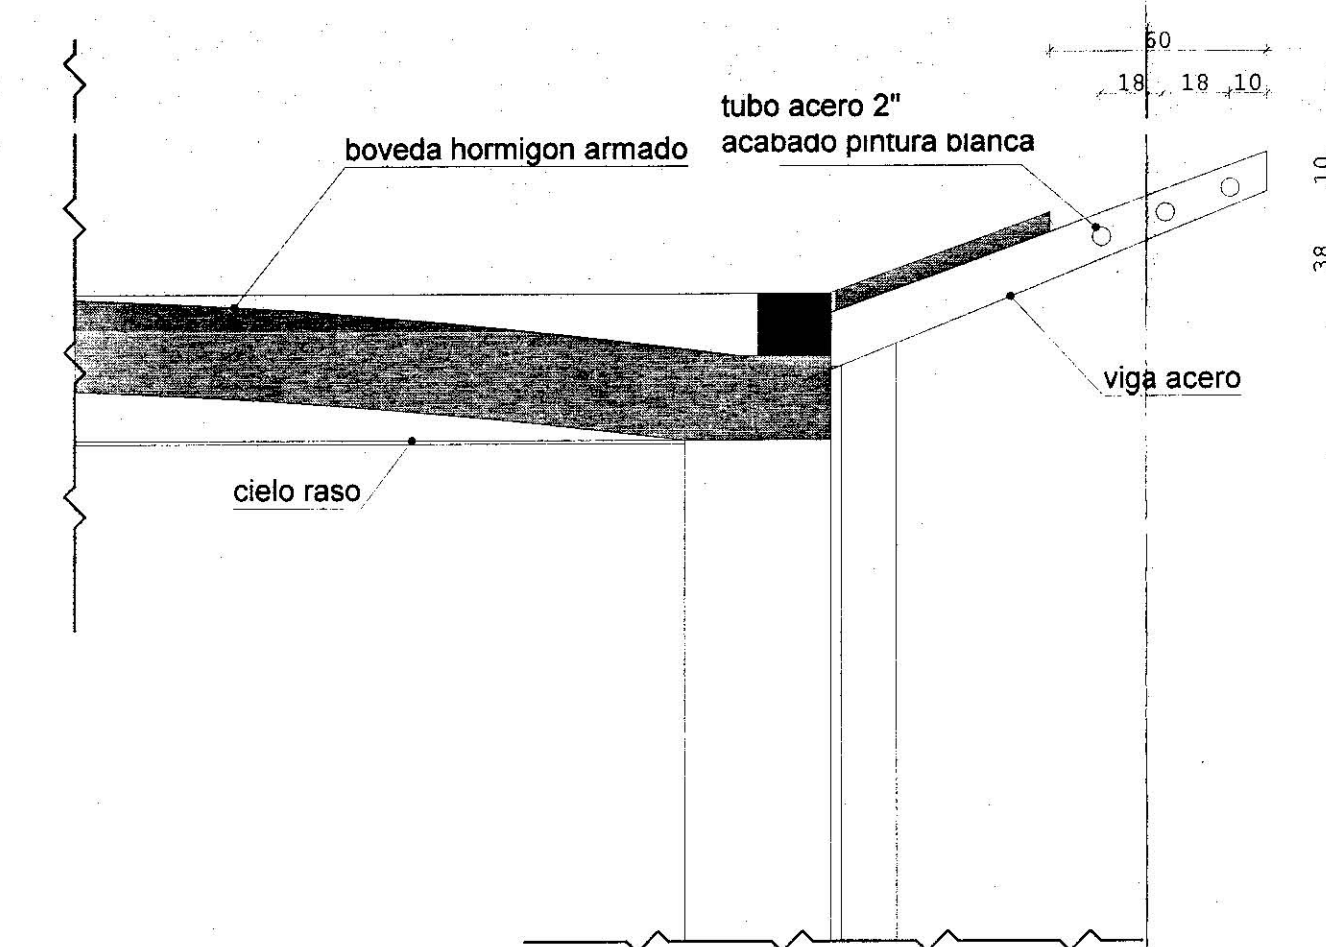 60
18 18 10
tubo acero 2"
acabado pintura blanca
boveda hormigon armado
10
38
viga acero
cielo raso